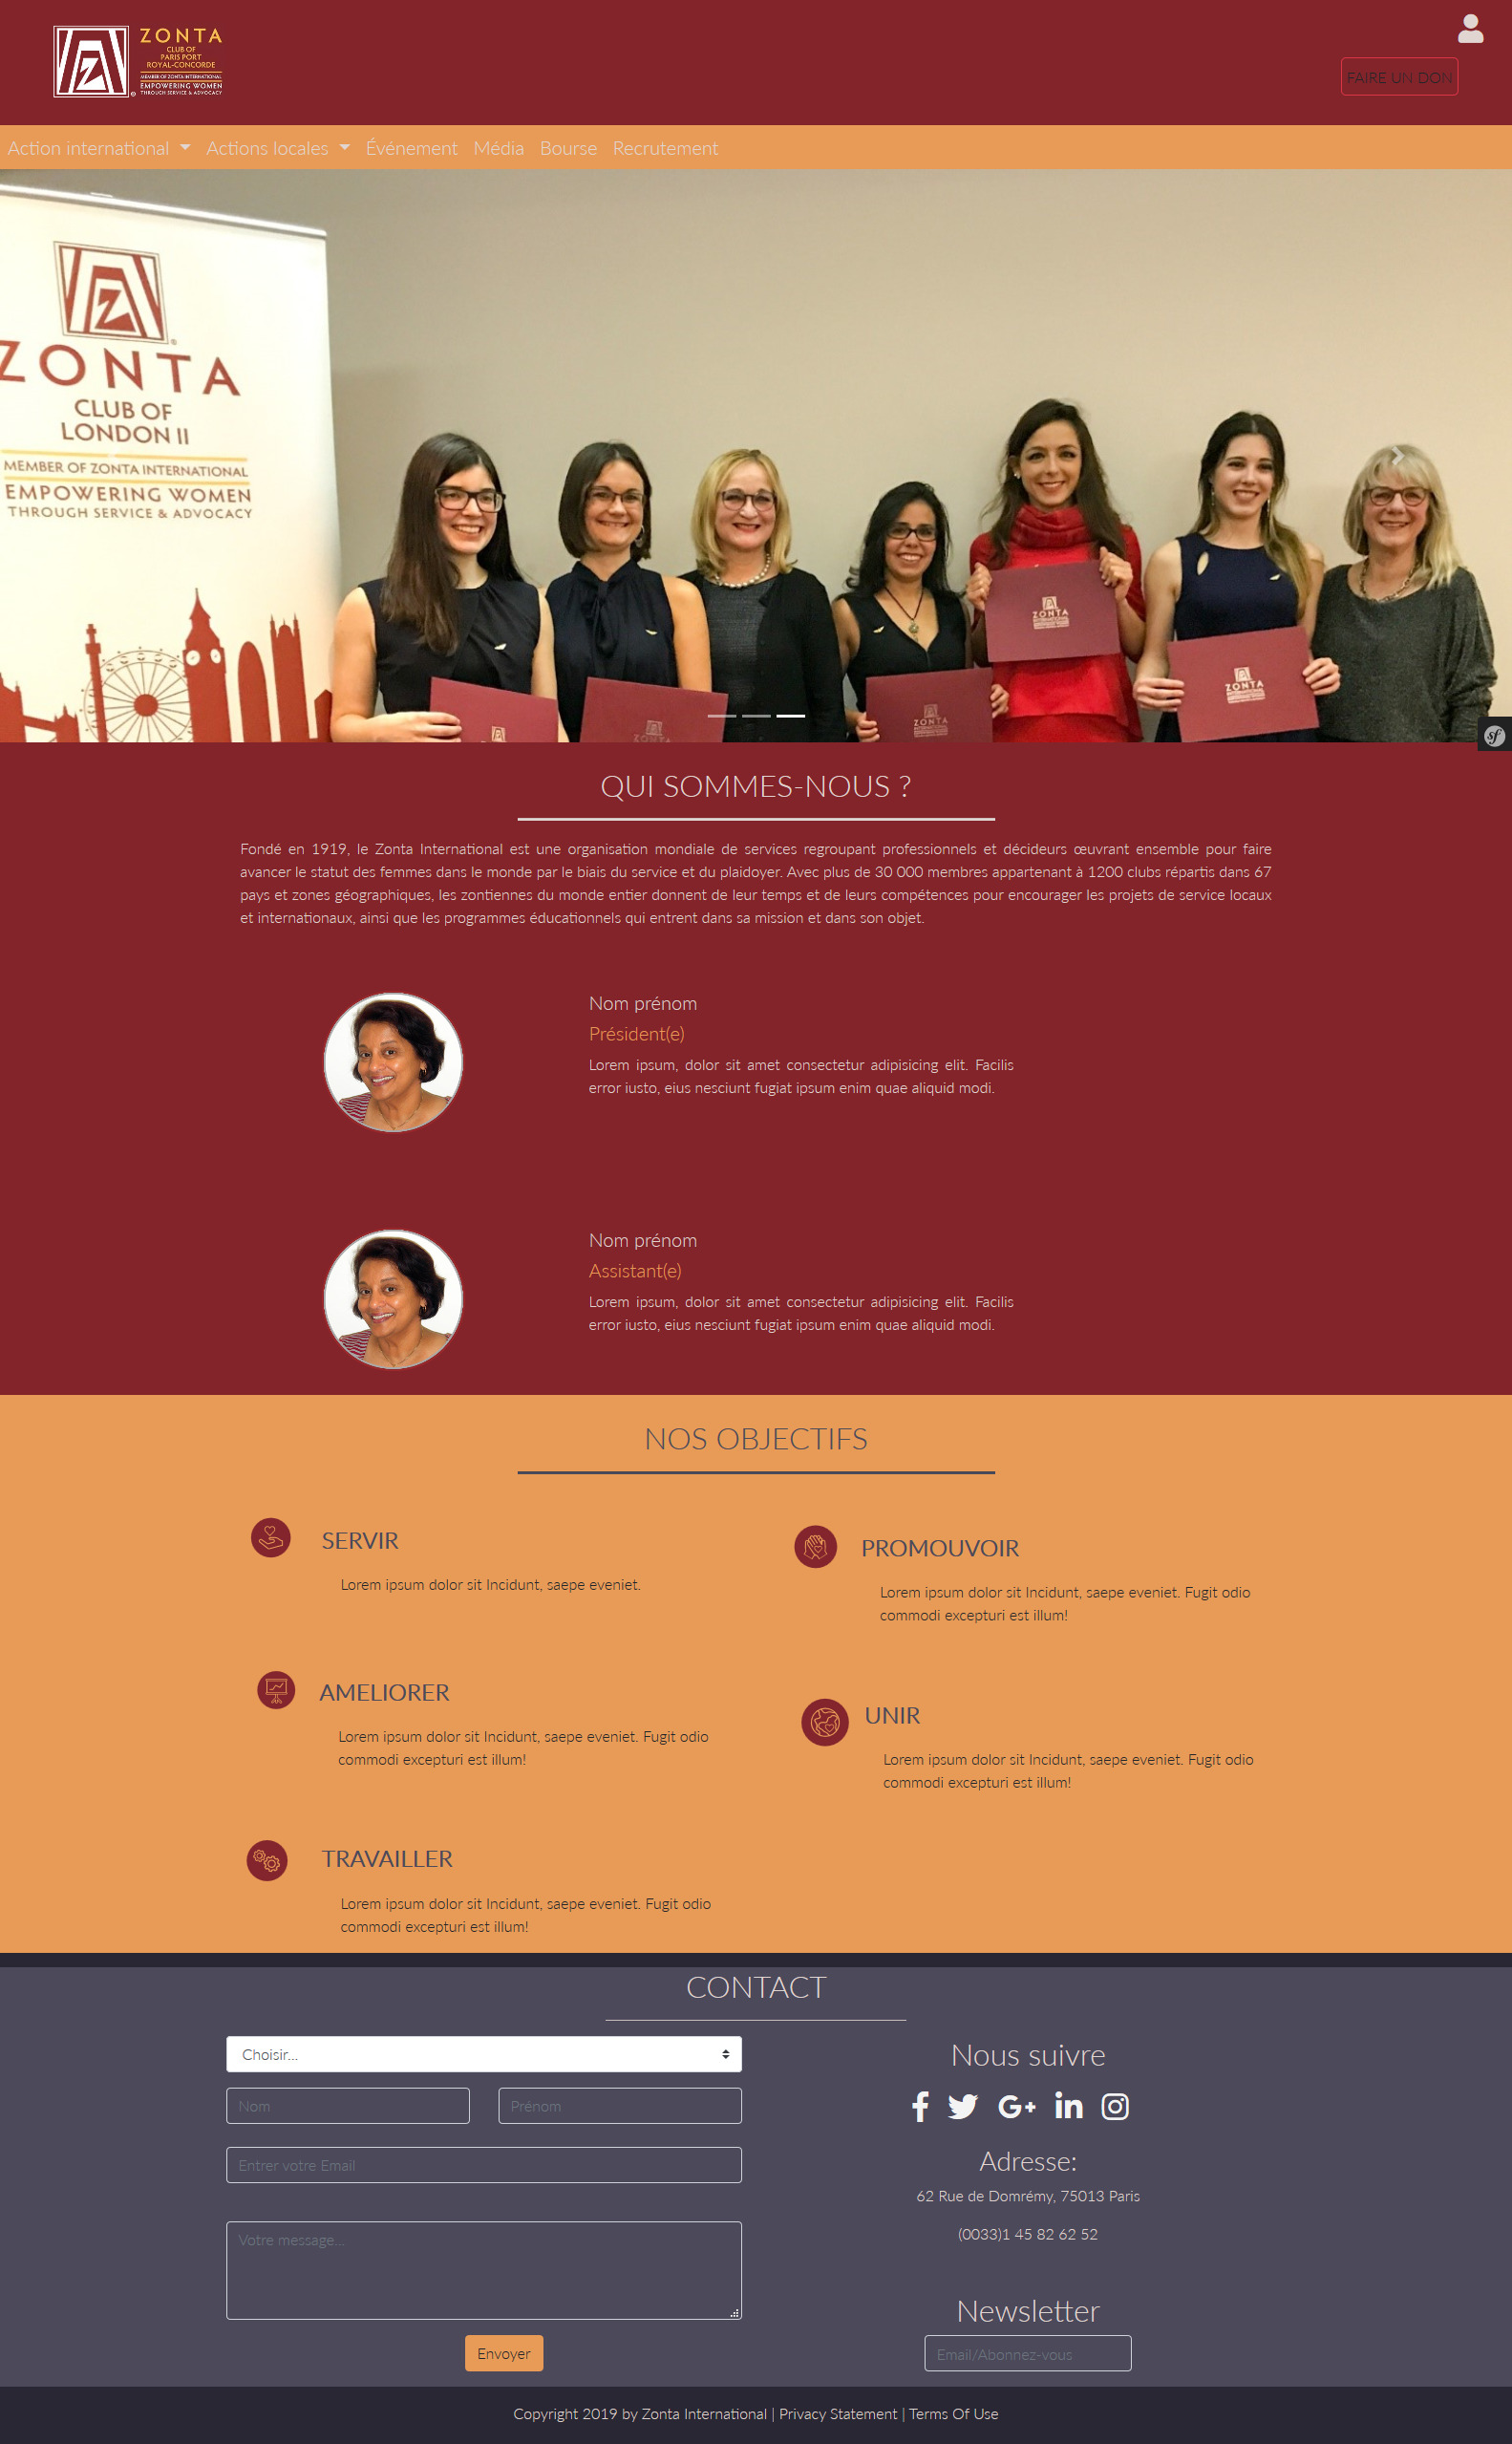 ZONTA
CLUB OF
PARIS PORT
ROYAL-CONCORDE
MEMBER OF ZONTA INTERNATIONAL
EMPOWERING WOMEN
THROUGH SERVICE & ADVOCACY
FAIRE UN DON
Action international Actions locales Événement Média Bourse Recrutement
ZONTA
CLUB OF
LONDON II
MEMBER OF ZONTA INTERNATIONAL
EMPOWERING WOMEN
THROUGH SERVICE & ADVOCACY
ZONTA
ZONTA
ZONTA
sf
QUI SOMMES-NOUS ?
Fondé en 1919, le Zonta International est une organisation mondiale de services regroupant professionnels et décideurs œuvrant ensemble pour faire
avancer le statut des femmes dans le monde par le biais du service et du plaidoyer. Avec plus de 30 000 membres appartenant à 1200 clubs répartis dans 67
pays et zones géographiques, les zontiennes du monde entier donnent de leur temps et de leurs compétences pour encourager les projets de service locaux
et internationaux, ainsi que les programmes éducationnels qui entrent dans sa mission et dans son objet.
Nom prénom
Président(e)
Lorem ipsum, dolor sit amet consectetur adipisicing elit. Facilis
error iusto, eius nesciunt fugiat ipsum enim quae aliquid modi.
Nom prénom
Assistant(e)
Lorem ipsum, dolor sit amet consectetur adipisicing elit. Facilis
error iusto, eius nesciunt fugiat ipsum enim quae aliquid modi.
NOS OBJECTIFS
SERVIR
Lorem ipsum dolor sit Incidunt, saepe eveniet.
PROMOUVOIR
Lorem ipsum dolor sit Incidunt, saepe eveniet. Fugit odio
commodi excepturi est illum!
AMELIORER
Lorem ipsum dolor sit Incidunt, saepe eveniet. Fugit odio
commodi excepturi est illum!
UNIR
Lorem ipsum dolor sit Incidunt, saepe eveniet. Fugit odio
commodi excepturi est illum!
TRAVAILLER
Lorem ipsum dolor sit Incidunt, saepe eveniet. Fugit odio
commodi excepturi est illum!
CONTACT
Choisir...
Nom Prénom
Entrer votre Email
Votre message...
Envoyer
Nous suivre
Adresse:
62 Rue de Domrémy, 75013 Paris
(0033)1 45 82 62 52
Newsletter
Email/Abonnez-vous
Copyright 2019 by Zonta International | Privacy Statement | Terms Of Use